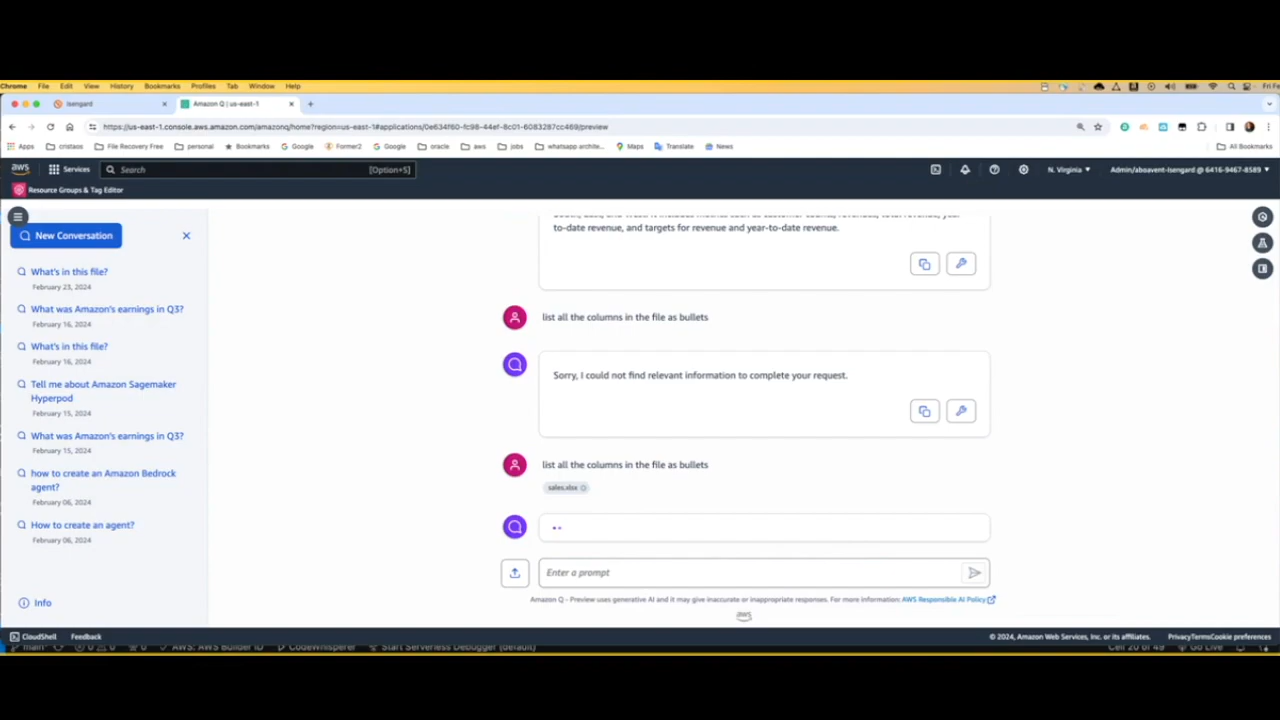 Chrome File Edit View History Bookmarks Profiles Tab Window Help
Isengard
Amazon Q | us-east-1
https://us-east-1.console.aws.amazon.com/amazonq/home?region=us-east-1#applications/0e634f60-fc98-44ef-8c01-6083287cc469/preview
Apps cristaos File Recovery Free personal Bookmarks Google Former2 Google oracle aws jobs whatsapp archite... Maps Translate News All Bookmarks
aws Services Search [Option+S] N. Virginia Admin/aboavent-Isengard @ 6416-9467-8589
Resource Groups & Tag Editor
New Conversation
What's in this file?
February 23, 2024
What was Amazon's earnings in Q3?
February 16, 2024
What's in this file?
February 16, 2024
Tell me about Amazon Sagemaker
Hyperpod
February 15, 2024
What was Amazon's earnings in Q3?
February 15, 2024
how to create an Amazon Bedrock
agent?
February 06, 2024
How to create an agent?
February 06, 2024
Info
to-date revenue, and targets for revenue and year-to-date revenue.
list all the columns in the file as bullets
Sorry, I could not find relevant information to complete your request.
list all the columns in the file as bullets
sales.xlsx
Enter a prompt
Amazon Q - Preview uses generative AI and it may give inaccurate or inappropriate responses. For more information: AWS Responsible AI Policy
aws
CloudShell Feedback © 2024, Amazon Web Services, Inc. or its affiliates. Privacy Terms Cookie preferences
main AWS: AWS Builder ID CodeWhisperer Start Serverless Debugger (default) Cell 20 of 49 Go Live